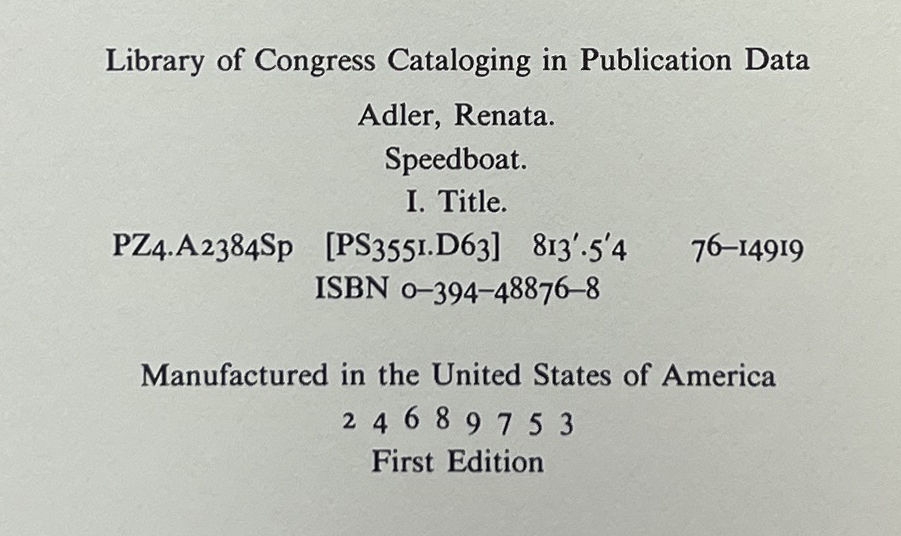 Library of Congress Cataloging in Publication Data
Adler, Renata.
Speedboat.
I. Title.
PZ4.A2384Sp [PS3551.D63] 813′.5′4 76–14919
ISBN 0–394–48876–8
Manufactured in the United States of America
2 4 6 8 9 7 5 3
First Edition